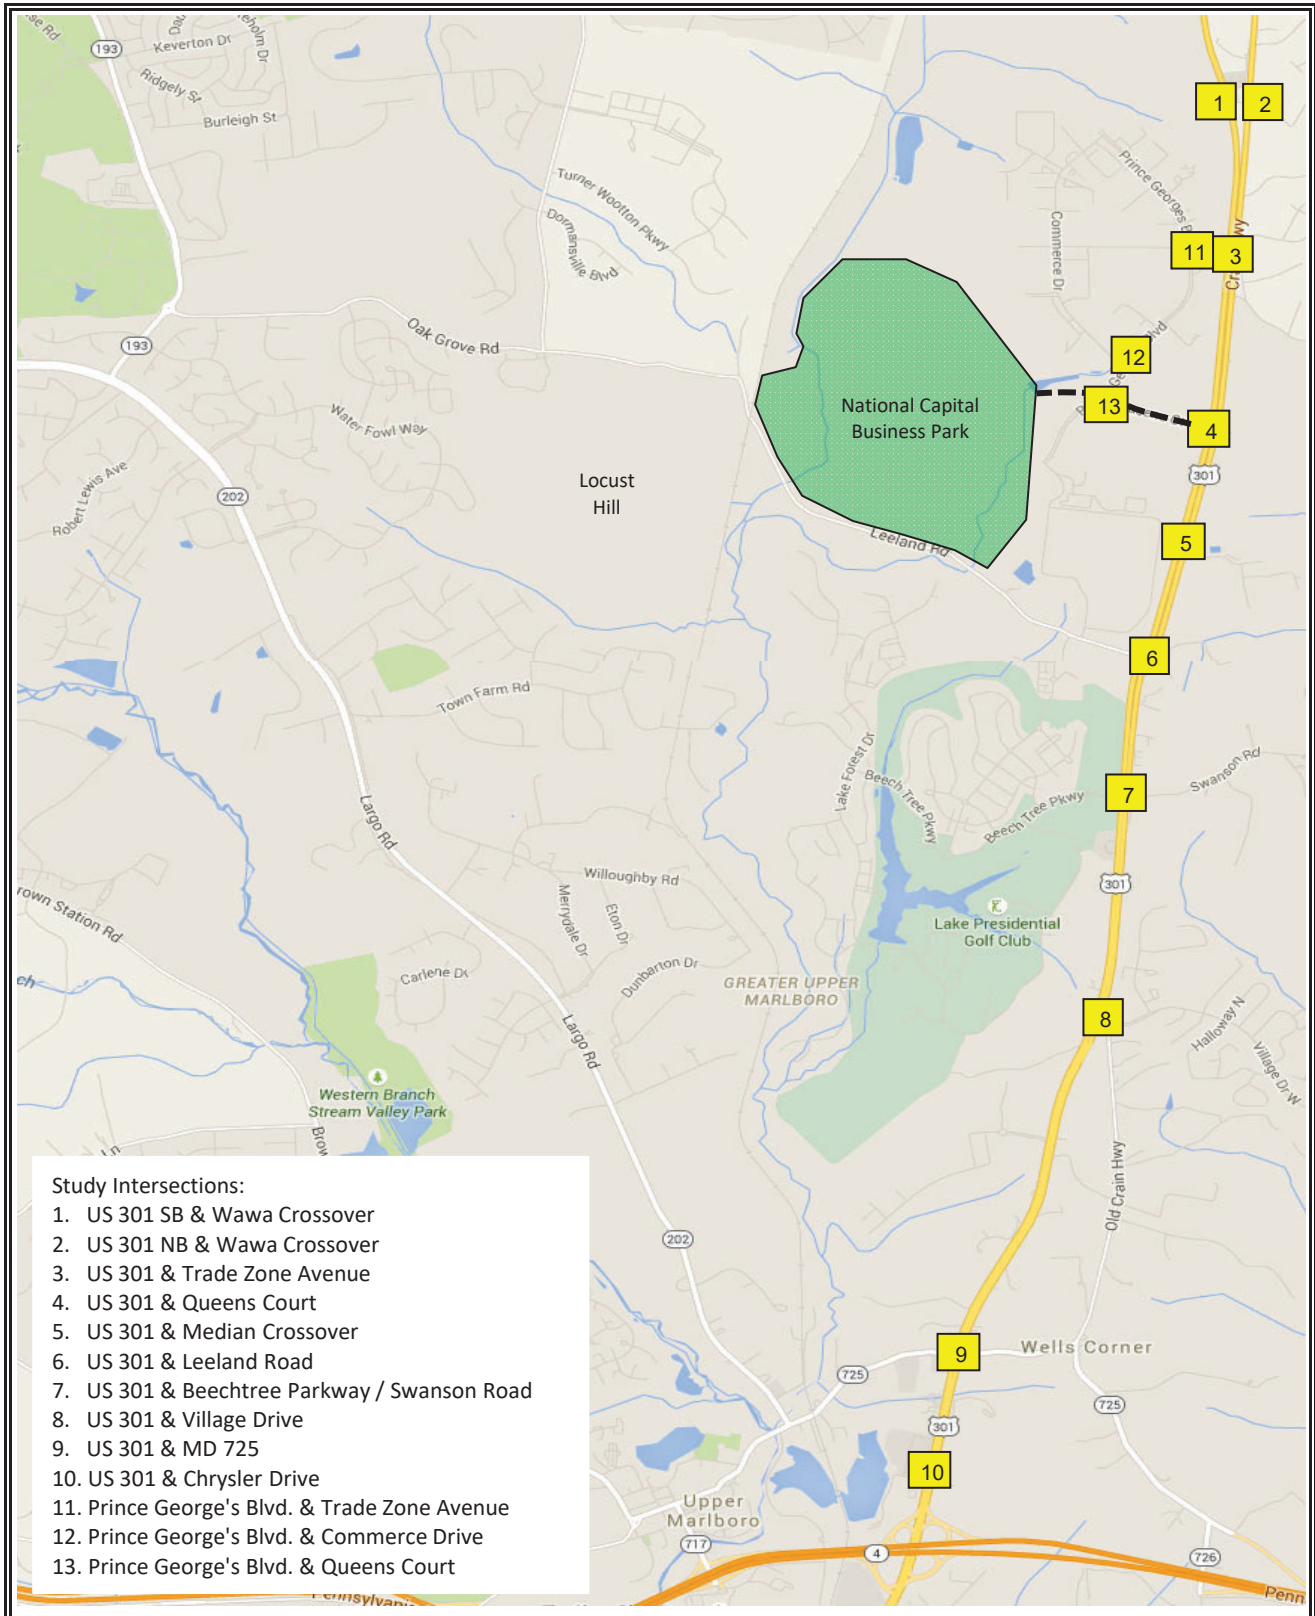 193
Keverton Dr
Ridgely St
Burleigh St
1
2
Turner Wootton Pkwy
Dormansville Blvd
Prince Georges B
Commerce Dr
11
3
Oak Grove Rd
193
12
National Capital
Business Park
13
4
Water Fowl Way
Robert Lewis Ave
202
Locust
Hill
301
5
Leeland Rd
6
Town Farm Rd
Lake Forest Dr
Beech Tree Pkwy
Beech Tree Pkwy
7
Swanson Rd
Largo Rd
Willoughby Rd
Merrydale Dr
Eton Dr
301
rown Station Rd
Lake Presidential
Golf Club
Carlene Dr
Dunbarton Dr
GREATER UPPER
MARLBORO
ch
8
Halloway N
Village Dr W
Largo Rd
Western Branch
Stream Valley Park
Brow
Ln
Old Crain Hwy
Study Intersections:
1. US 301 SB & Wawa Crossover
2. US 301 NB & Wawa Crossover
3. US 301 & Trade Zone Avenue
4. US 301 & Queens Court
5. US 301 & Median Crossover
6. US 301 & Leeland Road
7. US 301 & Beechtree Parkway / Swanson Road
8. US 301 & Village Drive
9. US 301 & MD 725
10. US 301 & Chrysler Drive
11. Prince George's Blvd. & Trade Zone Avenue
12. Prince George's Blvd. & Commerce Drive
13. Prince George's Blvd. & Queens Court
202
9
Wells Corner
725
725
301
10
Upper
Marlboro
717
4
726
Pennsylvani
Penn